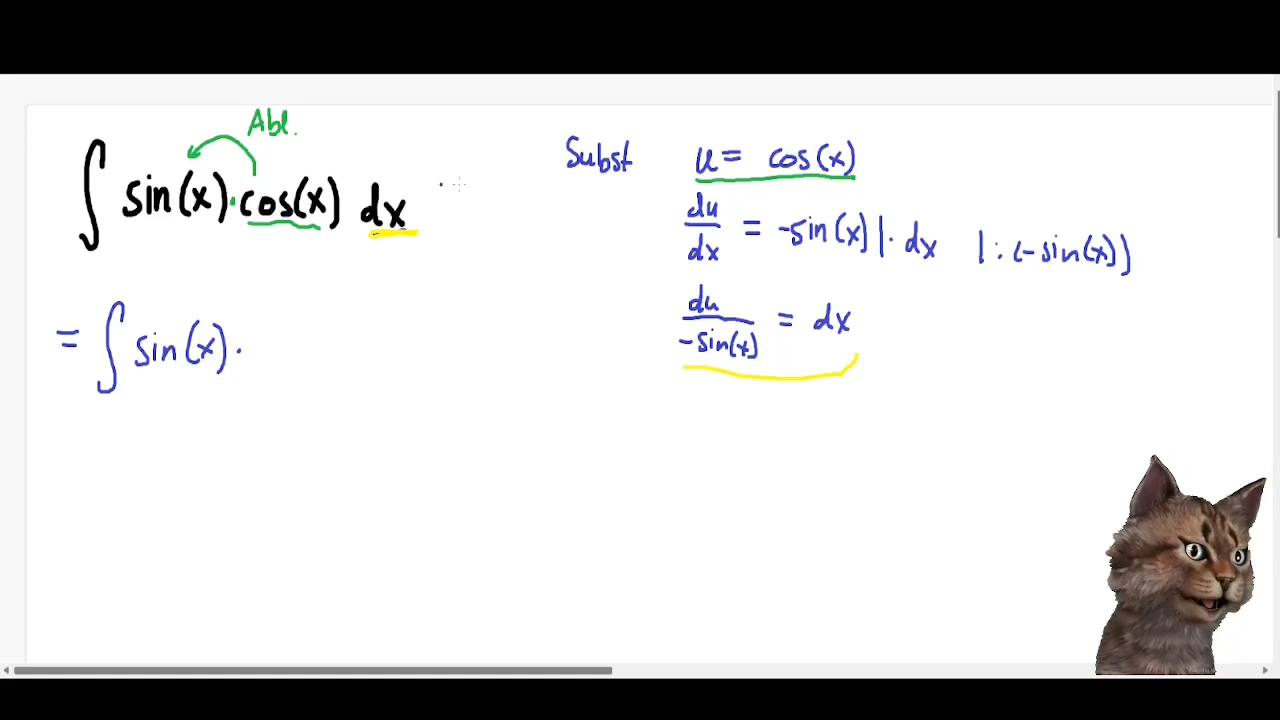 Abl.
∫ sin(x)·cos(x) dx
Subst u = cos(x)
du/dx = -sin(x) |· dx |: (-sin(x))
du/-sin(x) = dx
= ∫ sin(x)·